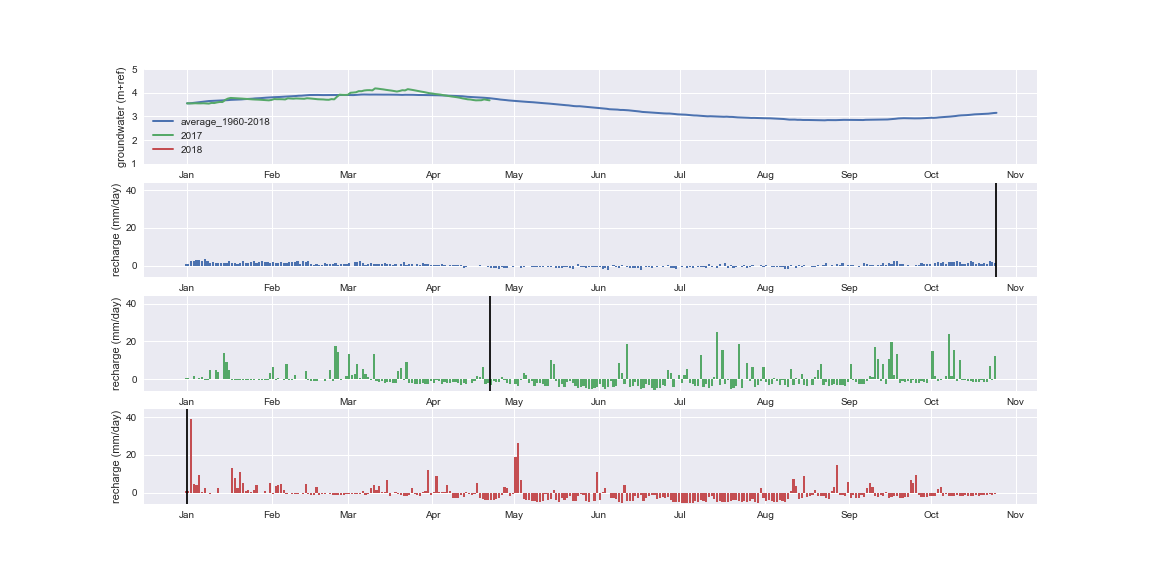 groundwater (m+ref)
5
4
3
2
1
average_1960-2018
2017
2018
Jan Feb Mar Apr May Jun Jul Aug Sep Oct Nov
recharge (mm/day)
40
20
0
Jan Feb Mar Apr May Jun Jul Aug Sep Oct Nov
recharge (mm/day)
40
20
0
Jan Feb Mar Apr May Jun Jul Aug Sep Oct Nov
recharge (mm/day)
40
20
0
Jan Feb Mar Apr May Jun Jul Aug Sep Oct Nov